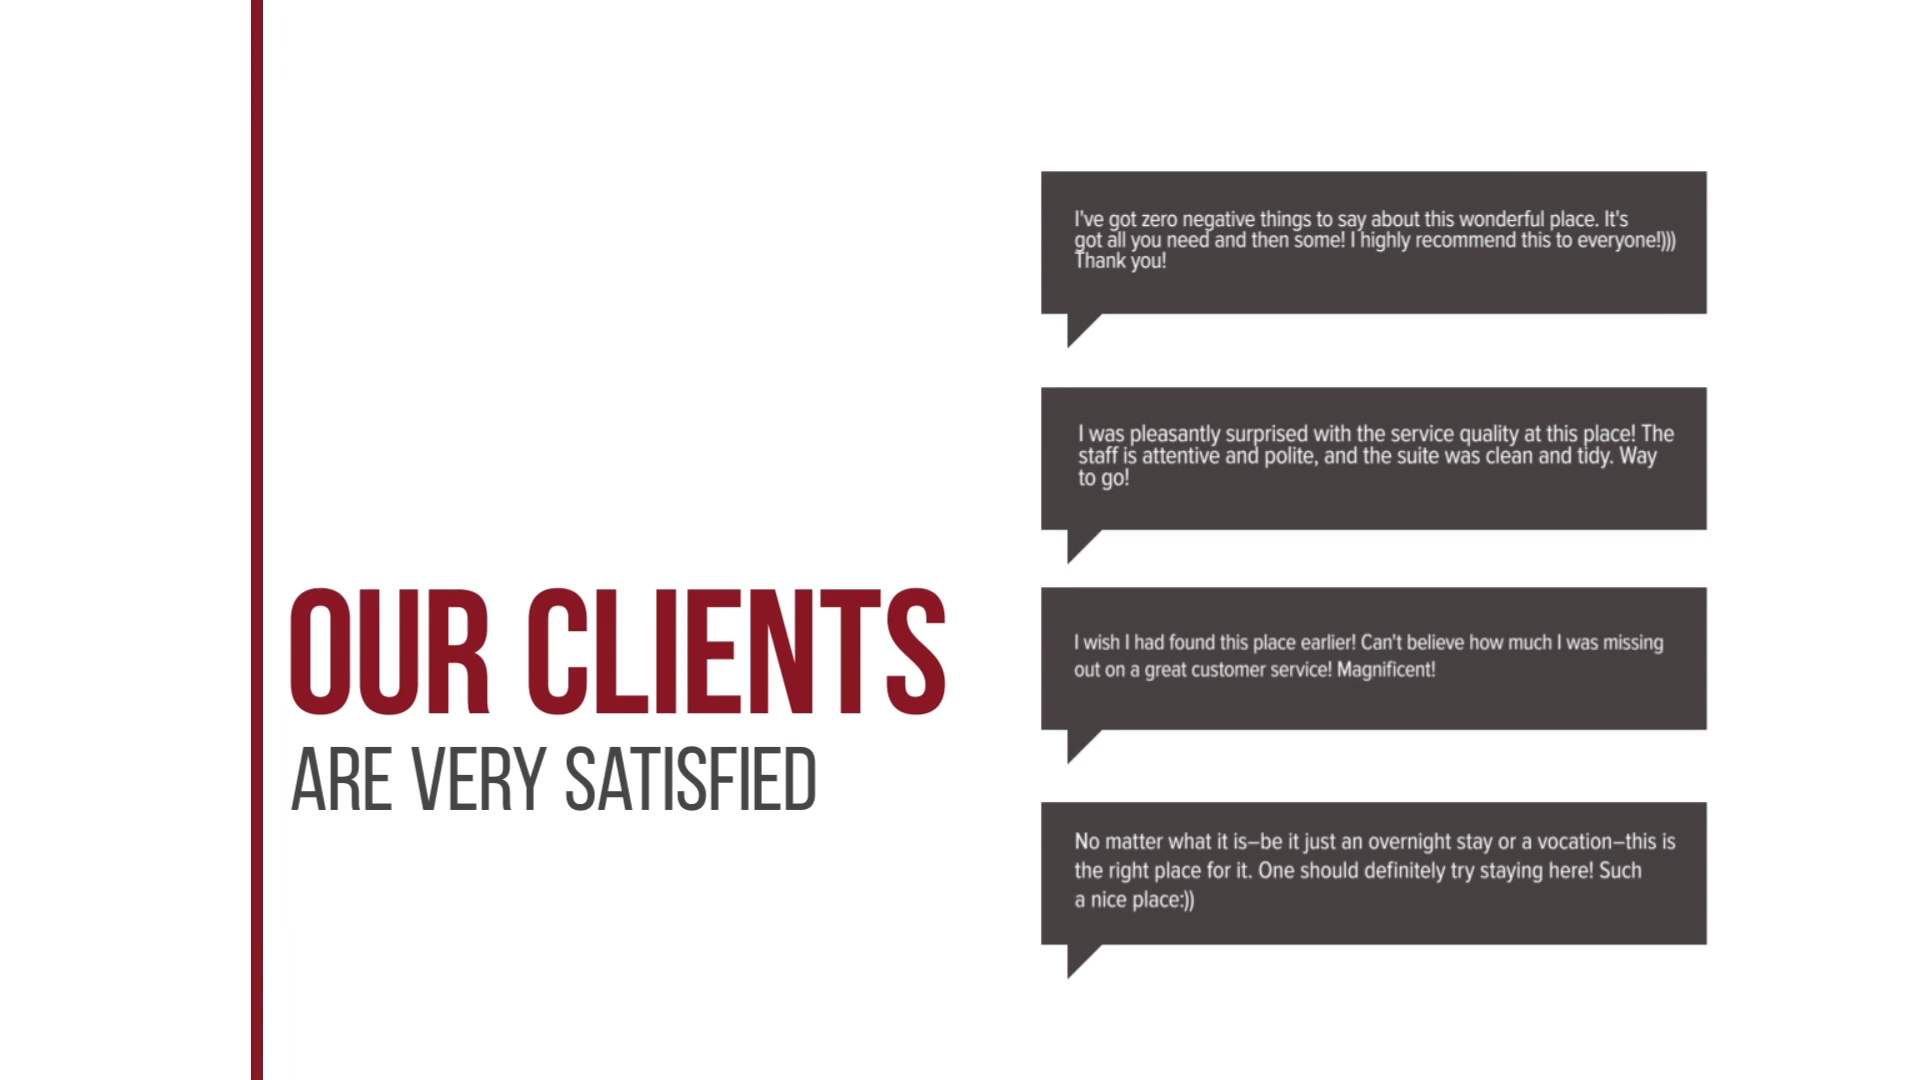 OUR CLIENTS
ARE VERY SATISFIED
I've got zero negative things to say about this wonderful place. It's
got all you need and then some! I highly recommend this to everyone!)))
Thank you!
I was pleasantly surprised with the service quality at this place! The
staff is attentive and polite, and the suite was clean and tidy. Way
to go!
I wish I had found this place earlier! Can't believe how much I was missing
out on a great customer service! Magnificent!
No matter what it is–be it just an overnight stay or a vocation–this is
the right place for it. One should definitely try staying here! Such
a nice place:))